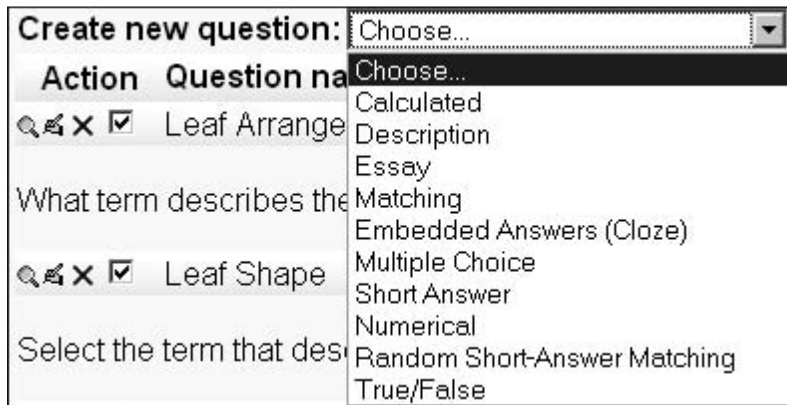 Create new question: Choose...
Action Question na
Choose...
Calculated
Description
Essay
Matching
Embedded Answers (Cloze)
Multiple Choice
Short Answer
Numerical
Random Short-Answer Matching
True/False
Leaf Arrange
What term describes the
Leaf Shape
Select the term that des